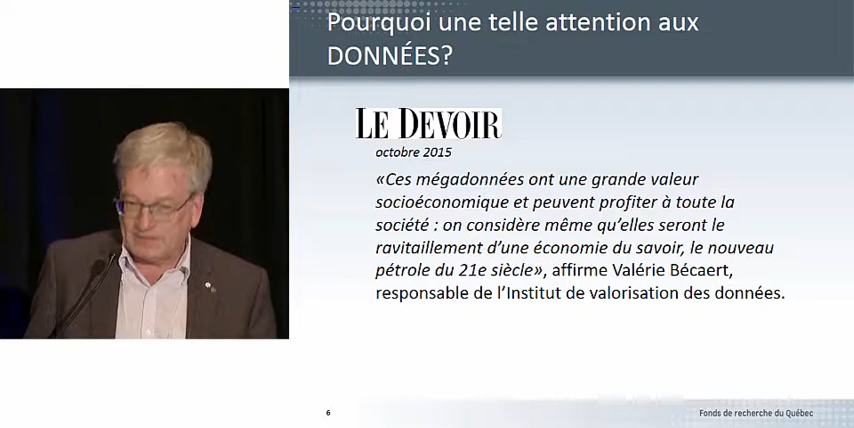 Pourquoi une telle attention aux
DONNÉES?
LE DEVOIR
octobre 2015
«Ces mégadonnées ont une grande valeur
socioéconomique et peuvent profiter à toute la
société : on considère même qu’elles seront le
ravitaillement d’une économie du savoir, le nouveau
pétrole du 21e siècle», affirme Valérie Bécaert,
responsable de l’Institut de valorisation des données.
6
Fonds de recherche du Québec